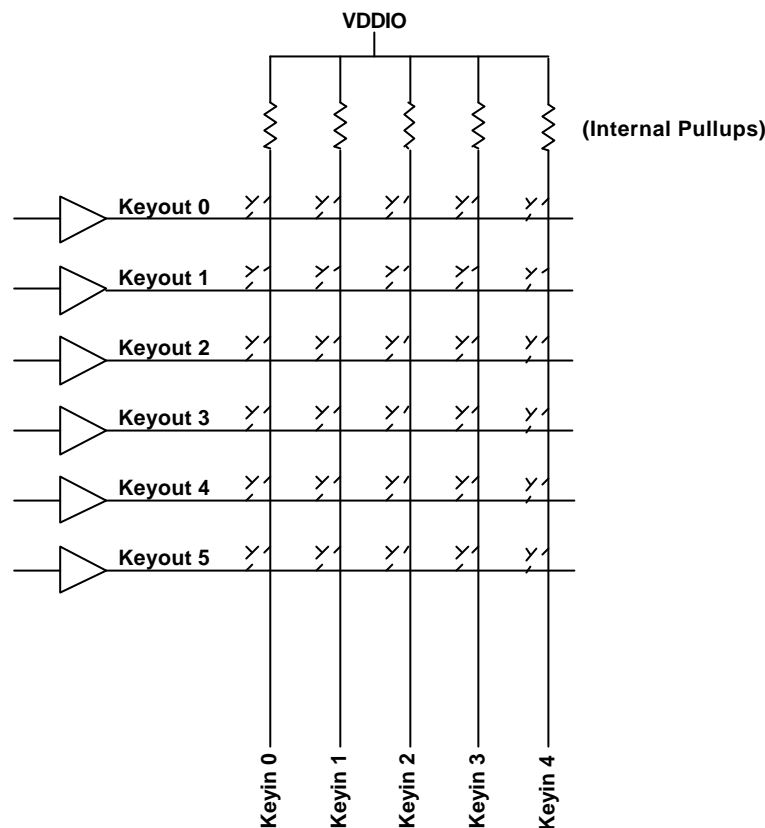 VDDIO
(Internal Pullups)
Keyout 0
Keyout 1
Keyout 2
Keyout 3
Keyout 4
Keyout 5
Keyin 0
Keyin 1
Keyin 2
Keyin 3
Keyin 4